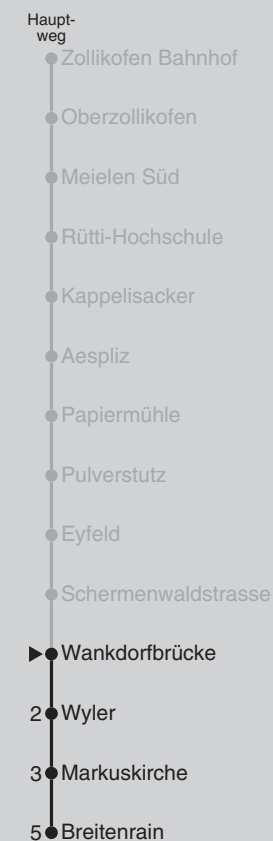 Haupt-
weg
Zollikofen Bahnhof
Oberzollikofen
Meielen Süd
Rütti-Hochschule
Kappelisacker
Aespliz
Papiermühle
Pulverstutz
Eyfeld
Schermenwaldstrasse
Wankdorfbrücke
2 Wyler
3 Markuskirche
5 Breitenrain